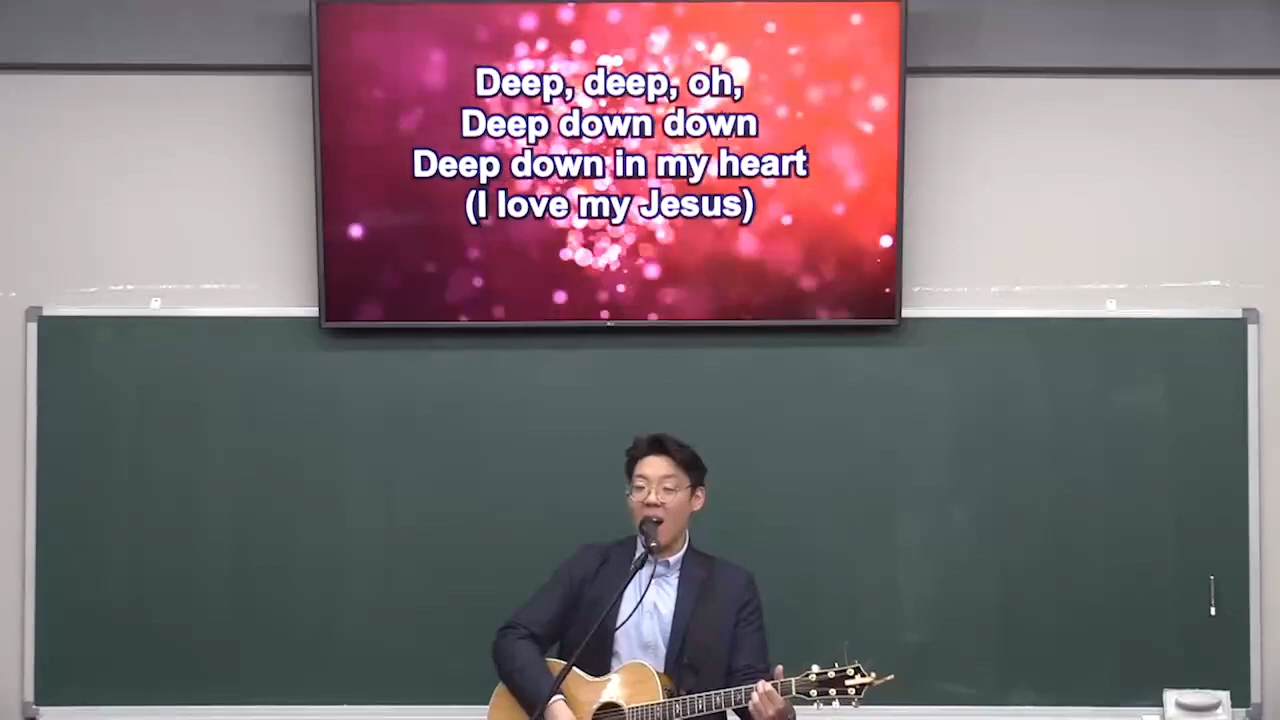 Deep, deep, oh,
Deep down down
Deep down in my heart
(I love my Jesus)